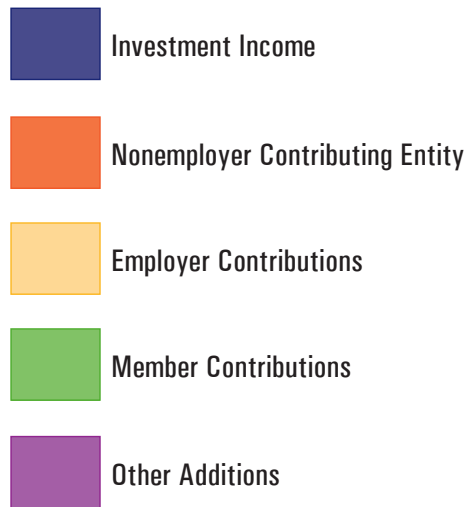 Investment Income
Nonemployer Contributing Entity
Employer Contributions
Member Contributions
Other Additions